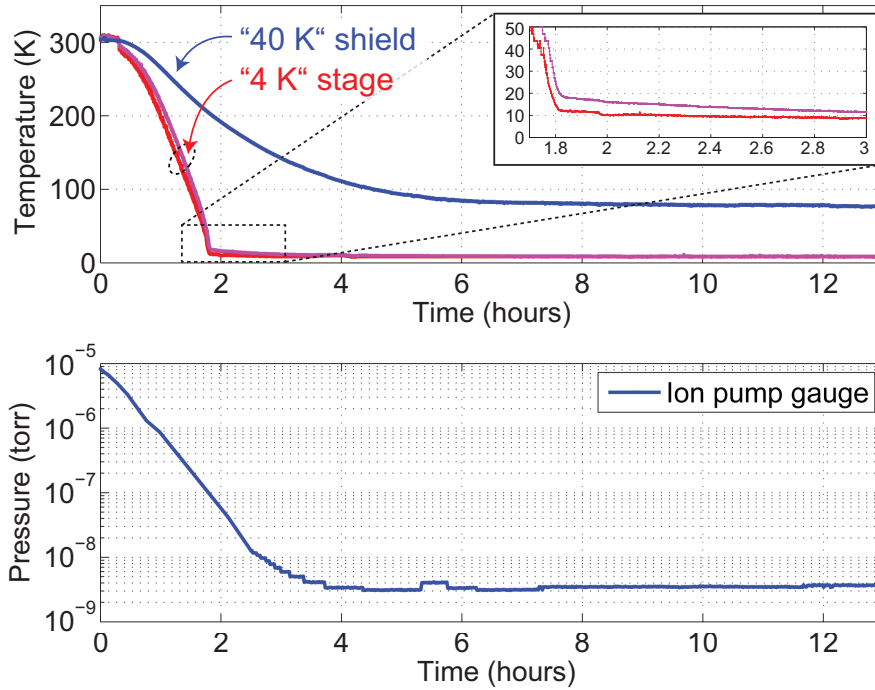 Temperature (K)
300
200
100
0
"40 K" shield
"4 K" stage
50
40
30
20
10
0
1.8 2 2.2 2.4 2.6 2.8 3
0 2 4 6 8 10 12
Time (hours)
Pressure (torr)
10⁻⁵
10⁻⁶
10⁻⁷
10⁻⁸
10⁻⁹
Ion pump gauge
0 2 4 6 8 10 12
Time (hours)